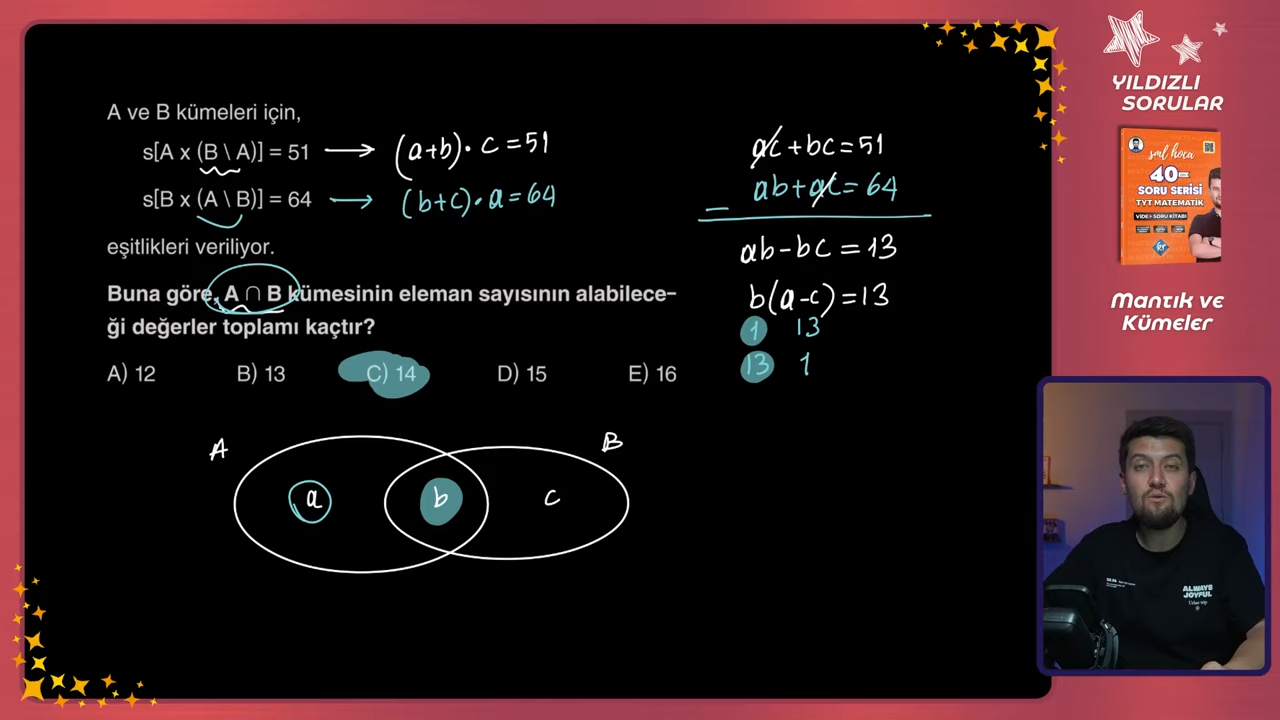 A ve B kümeleri için,
s[A x (B \ A)] = 51 → (a+b)·c=51
s[B x (A \ B)] = 64 → (b+c)·a=64
eşitlikleri veriliyor.
Buna göre, A ∩ B kümesinin eleman sayısının alabilece-
ği değerler toplamı kaçtır?
A) 12 B) 13 C) 14 D) 15 E) 16
A
B
a
b
c
ac+bc=51
ab+ac=64
−
ab-bc=13
b(a-c)=13
1 13
13 1
YILDIZLI
SORULAR
sml hoca
40
SORU SERİSİ
TYT MATEMATİK
Mantık ve
Kümeler
ALWAYS
JOYFUL